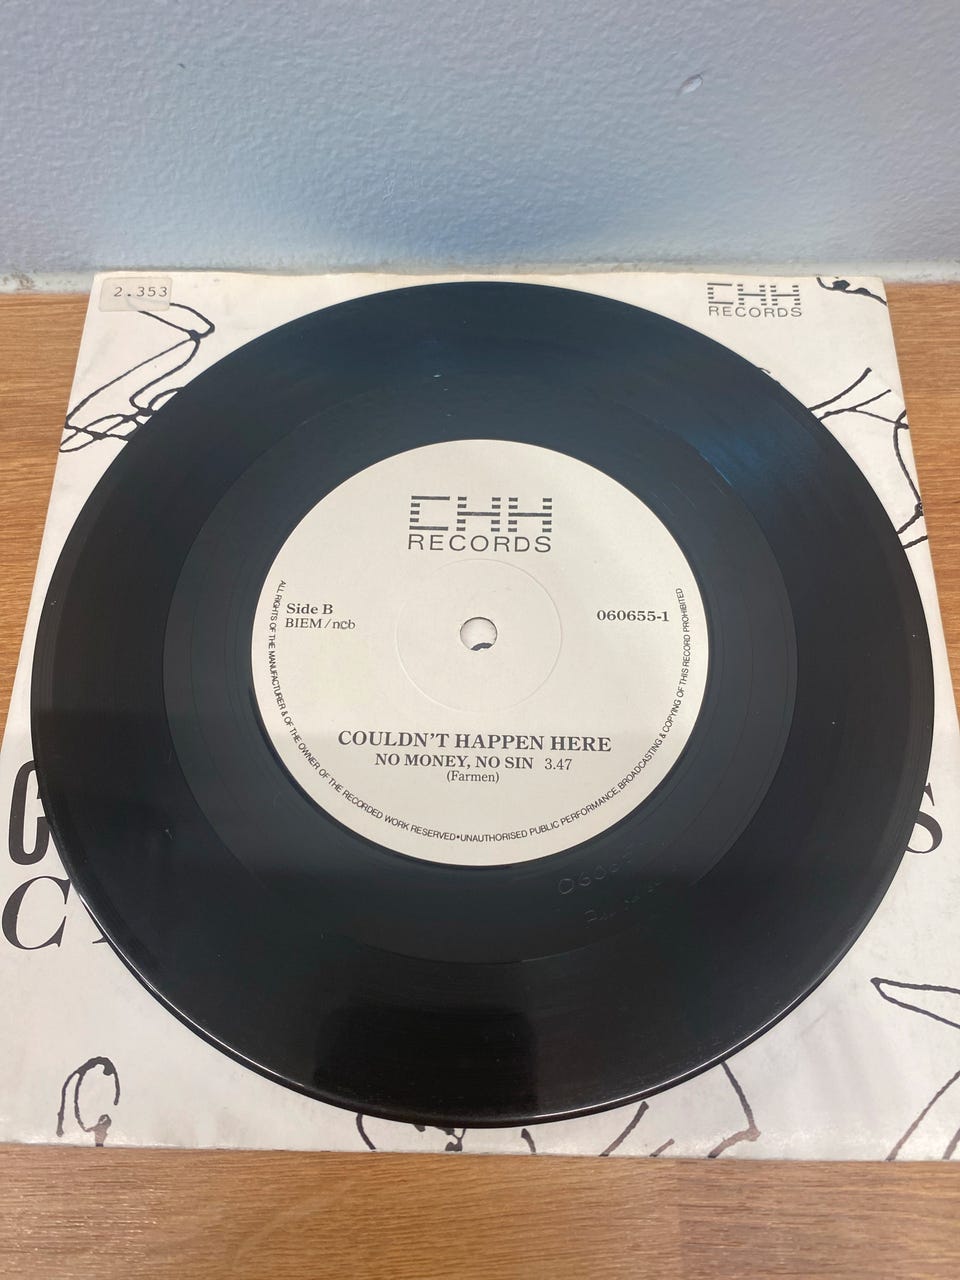 2.353
CHH
RECORDS
CHH
RECORDS
Side B
BIEM/ncb
060655-1
COULDN'T HAPPEN HERE
NO MONEY, NO SIN 3.47
(Farmen)
ALL RIGHTS OF THE MANUFACTURER & OF THE OWNER OF THE RECORDED WORK RESERVED•UNAUTHORISED PUBLIC PERFORMANCE, BROADCASTING & COPYING OF THIS RECORD PROHIBITED